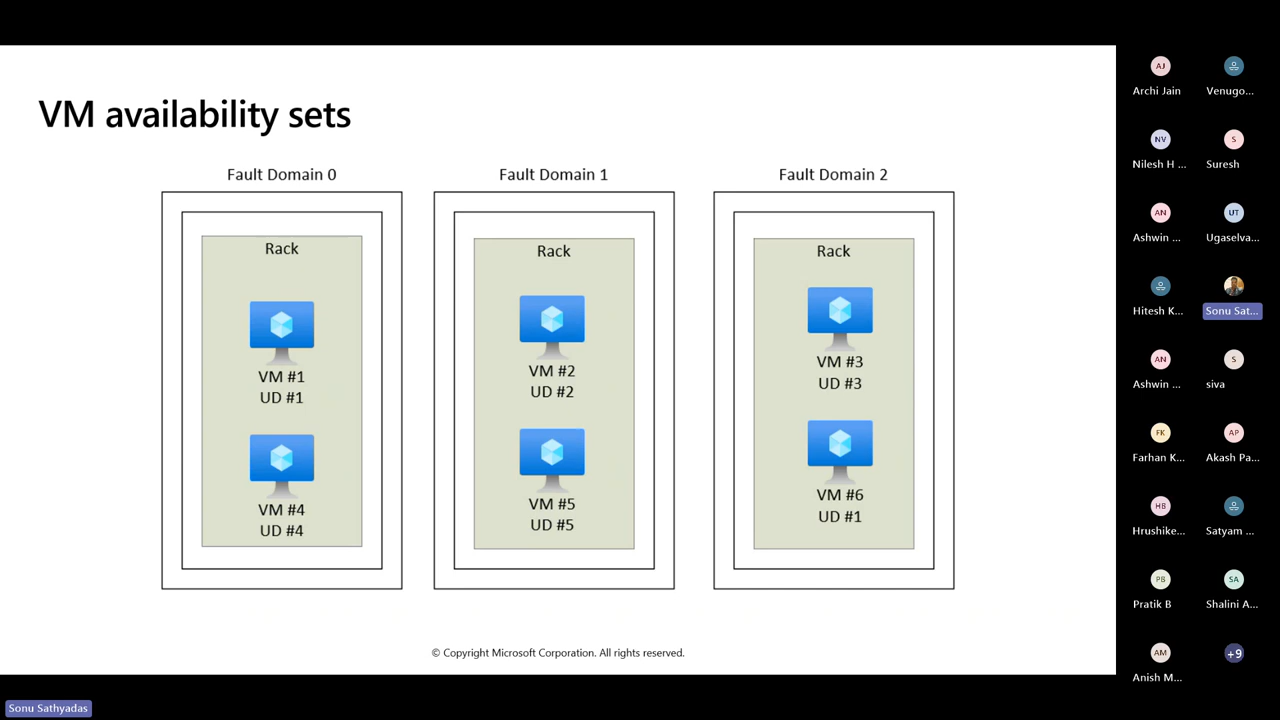 VM availability sets
Fault Domain 0
Fault Domain 1
Fault Domain 2
Rack
Rack
Rack
VM #1
UD #1
VM #2
UD #2
VM #3
UD #3
VM #4
UD #4
VM #5
UD #5
VM #6
UD #1
© Copyright Microsoft Corporation. All rights reserved.
Sonu Sathyadas
AJ
Archi Jain
Venugo...
NV
Nilesh H ...
S
Suresh
AN
Ashwin ...
UT
Ugaselva...
Hitesh K...
Sonu Sat...
AN
Ashwin ...
S
siva
FK
Farhan K...
AP
Akash Pa...
HB
Hrushike...
Satyam ...
PB
Pratik B
SA
Shalini A...
AM
Anish M...
+9